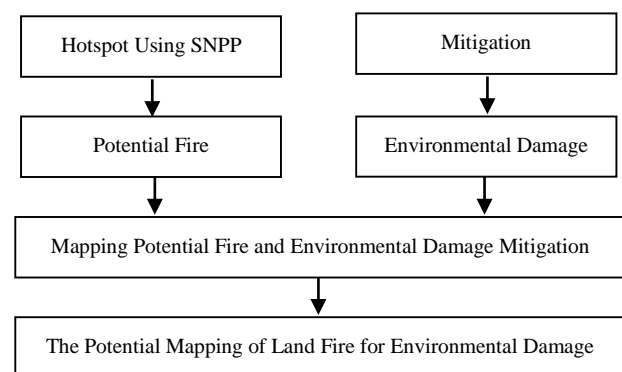 Hotspot Using SNPP
Mitigation
Potential Fire
Environmental Damage
Mapping Potential Fire and Environmental Damage Mitigation
The Potential Mapping of Land Fire for Environmental Damage